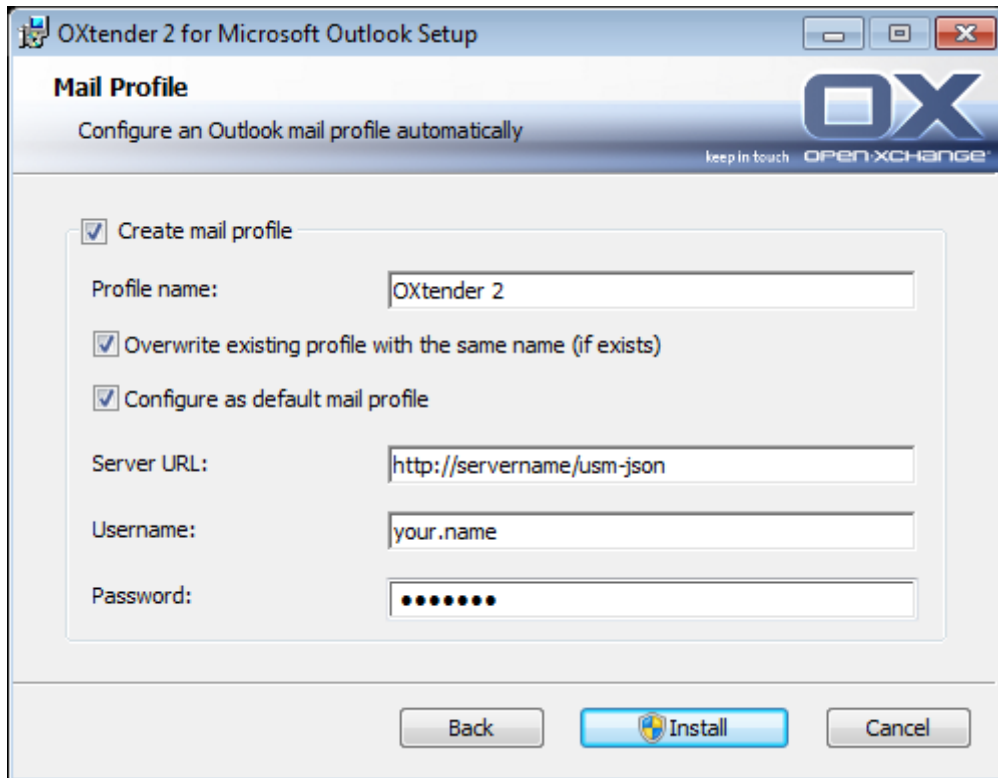 OXtender 2 for Microsoft Outlook Setup
Mail Profile
Configure an Outlook mail profile automatically
OX
keep in touch OPEN-XCHANGE
Create mail profile
Profile name: OXtender 2
Overwrite existing profile with the same name (if exists)
Configure as default mail profile
Server URL: http://servername/usm-json
Username: your.name
Password: •••••••
Back Install Cancel